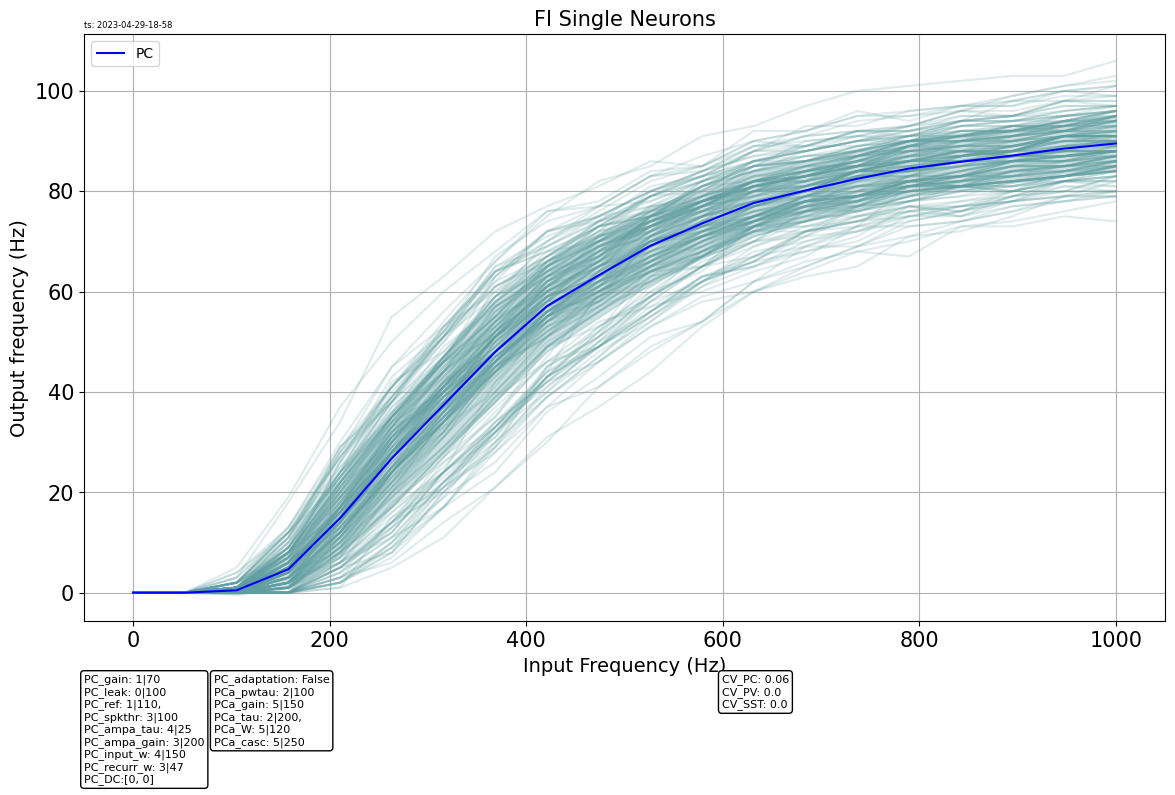 FI Single Neurons
ts: 2023-04-29-18-58
PC
100
80
60
40
20
0
Output frequency (Hz)
0 200 400 600 800 1000
Input Frequency (Hz)
PC_gain: 1|70
PC_leak: 0|100
PC_ref: 1|110,
PC_spkthr: 3|100
PC_ampa_tau: 4|25
PC_ampa_gain: 3|200
PC_input_w: 4|150
PC_recurr_w: 3|47
PC_DC:[0, 0]
PC_adaptation: False
PCa_pwtau: 2|100
PCa_gain: 5|150
PCa_tau: 2|200,
PCa_W: 5|120
PCa_casc: 5|250
CV_PC: 0.06
CV_PV: 0.0
CV_SST: 0.0